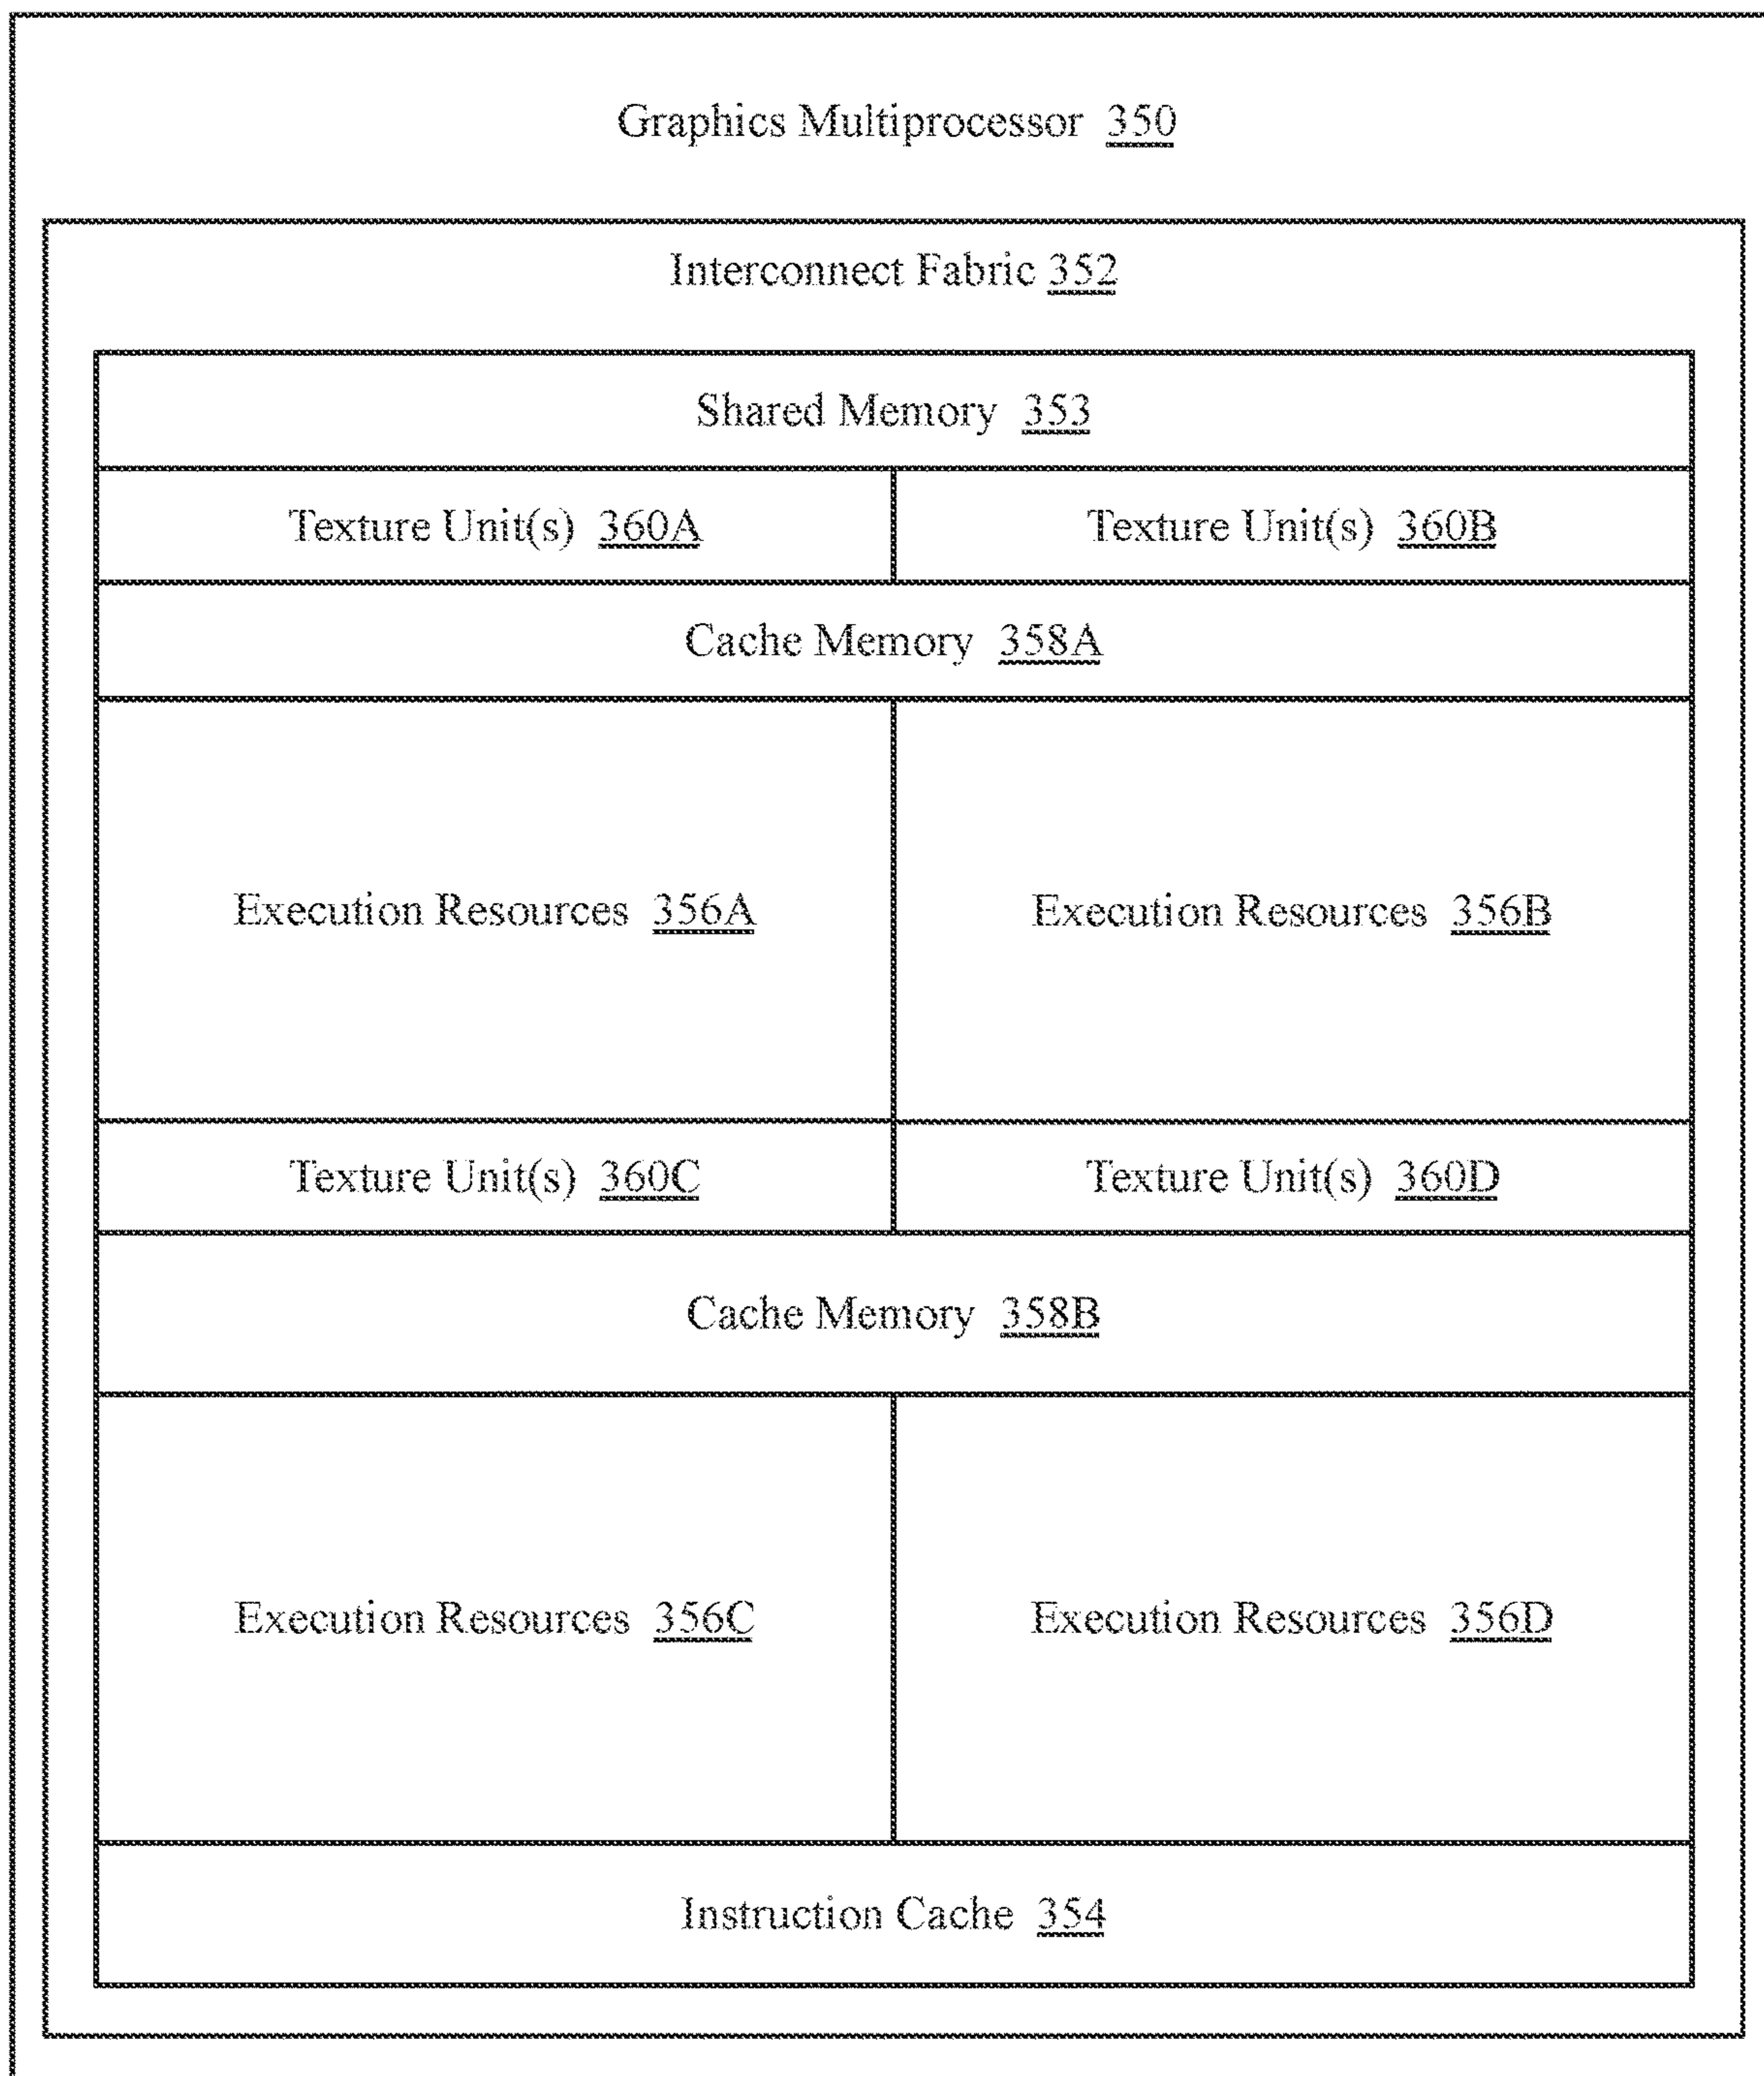 Graphics Multiprocessor 350
Interconnect Fabric 352
Shared Memory 353
Texture Unit(s) 360A
Texture Unit(s) 360B
Cache Memory 358A
Execution Resources 356A
Execution Resources 356B
Texture Unit(s) 360C
Texture Unit(s) 360D
Cache Memory 358B
Execution Resources 356C
Execution Resources 356D
Instruction Cache 354